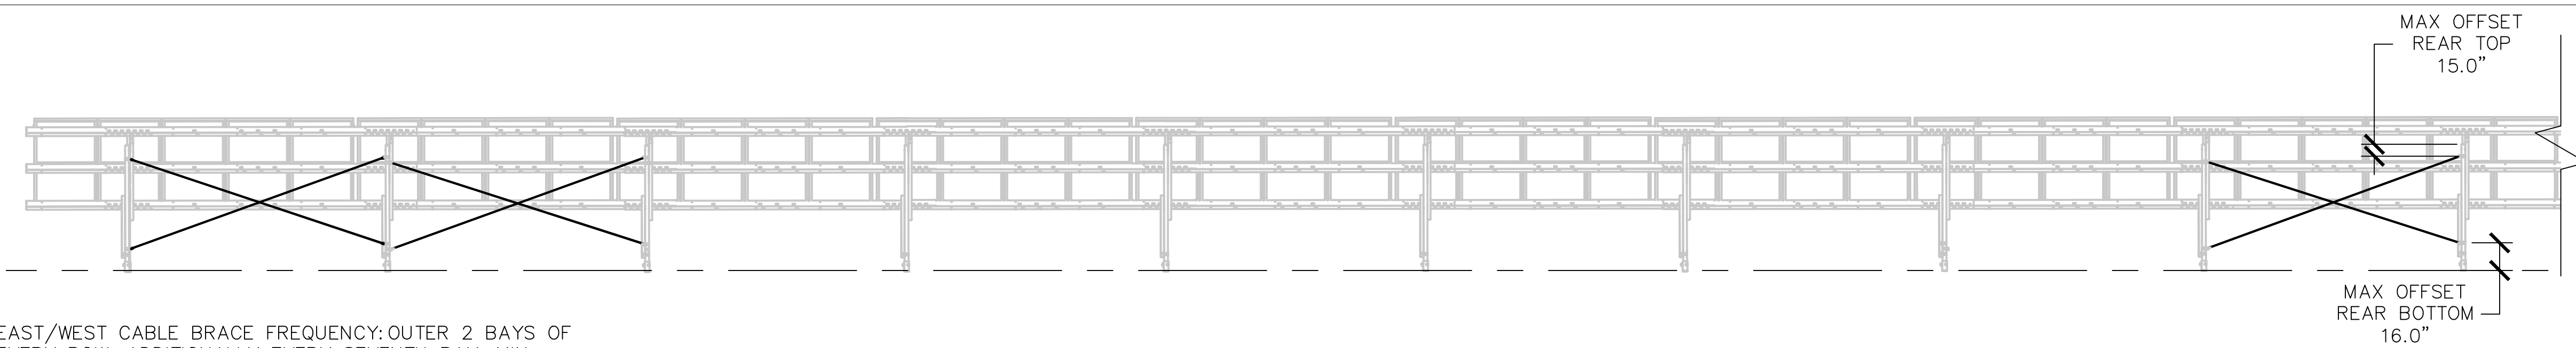 MAX OFFSET
REAR TOP
15.0"
MAX OFFSET
REAR BOTTOM
16.0"
EAST/WEST CABLE BRACE FREQUENCY: OUTER 2 BAYS OF